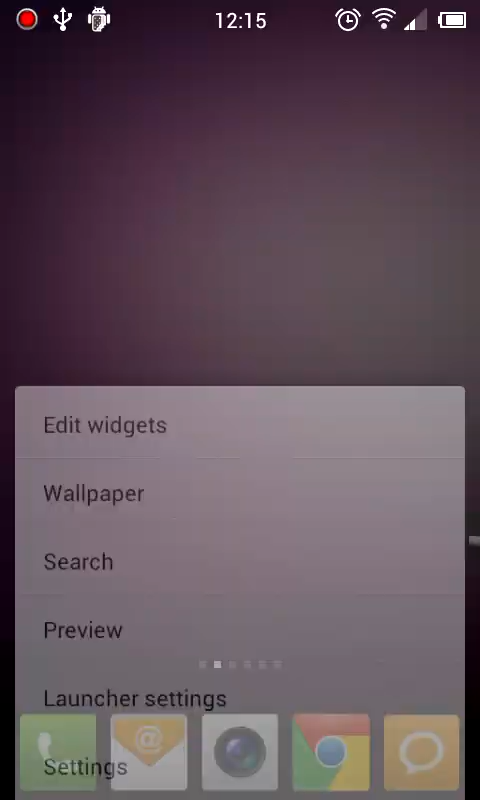 12:15
Edit widgets
Wallpaper
Search
Preview
Launcher settings
@
Settings